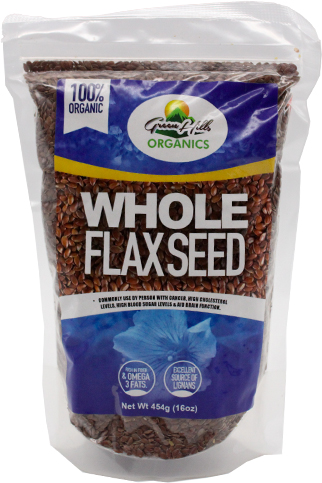 100%
ORGANIC
Green Hills
ORGANICS
WHOLE
FLAXSEED
• COMMONLY USE BY PERSON WITH CANCER, HIGH CHOLESTEROL
LEVELS, HIGH BLOOD SUGAR LEVELS & AID BRAIN FUNCTION.
RICH IN FIBER
& OMEGA
3 FATS.
EXCELLENT
SOURCE OF
LIGNANS
Net Wt 454g (16oz)